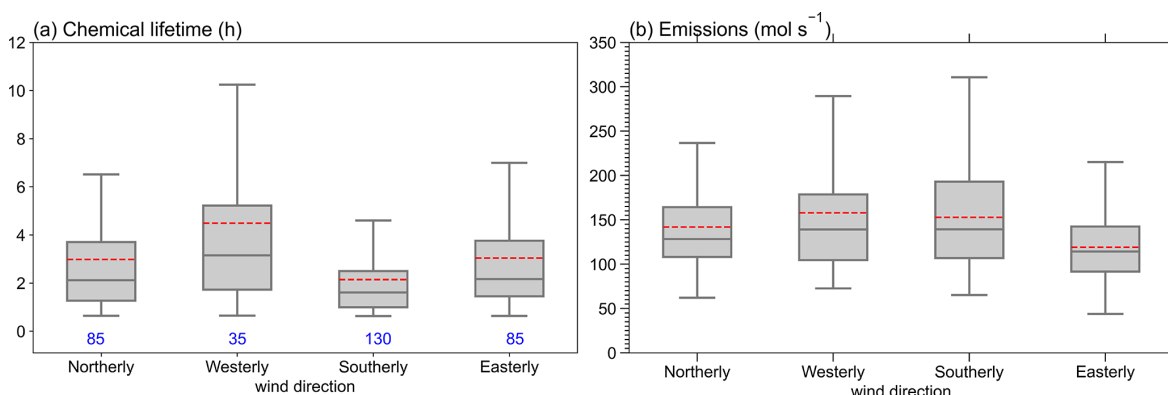 (a) Chemical lifetime (h)
12
10
8
6
4
2
0
85 35 130 85
Northerly Westerly Southerly Easterly
wind direction
(b) Emissions (mol s⁻¹)
350
300
250
200
150
100
50
0
Northerly Westerly Southerly Easterly
wind direction